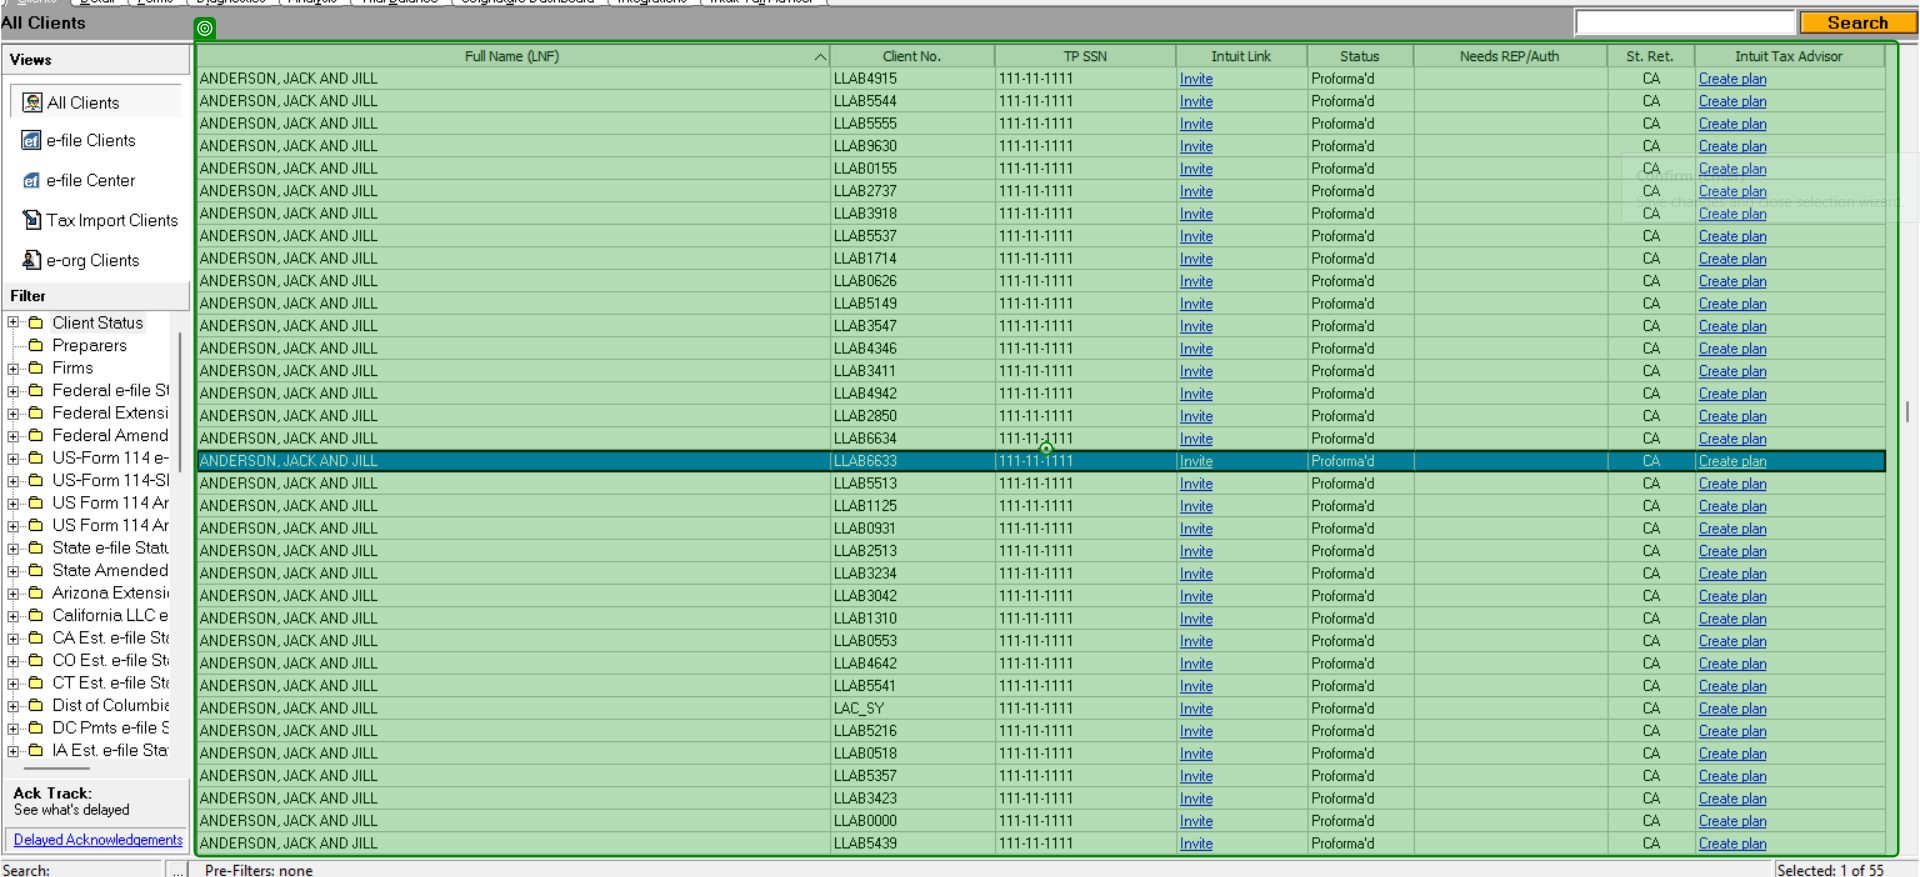 All Clients
Search
Views
All Clients
e-file Clients
e-file Center
Tax Import Clients
e-org Clients
Filter
Client Status
Preparers
Firms
Federal e-file St
Federal Extensi
Federal Amend
US-Form 114 e-
US-Form 114-SI
US Form 114 Ar
US Form 114 Ar
State e-file Statu
State Amended
Arizona Extensi
California LLC e
CA Est. e-file Sta
CO Est. e-file St
CT Est. e-file Sta
Dist of Columbia
DC Pmts e-file S
IA Est. e-file Sta
Ack Track:
See what's delayed
Delayed Acknowledgements
Full Name (LNF) Client No. TP SSN Intuit Link Status Needs REP/Auth St. Ret. Intuit Tax Advisor
ANDERSON, JACK AND JILL LLAB4915 111-11-1111 Invite Proforma'd CA Create plan
ANDERSON, JACK AND JILL LLAB5544 111-11-1111 Invite Proforma'd CA Create plan
ANDERSON, JACK AND JILL LLAB5555 111-11-1111 Invite Proforma'd CA Create plan
ANDERSON, JACK AND JILL LLAB9630 111-11-1111 Invite Proforma'd CA Create plan
ANDERSON, JACK AND JILL LLAB0155 111-11-1111 Invite Proforma'd CA Create plan
ANDERSON, JACK AND JILL LLAB2737 111-11-1111 Invite Proforma'd CA Create plan
ANDERSON, JACK AND JILL LLAB3918 111-11-1111 Invite Proforma'd CA Create plan
ANDERSON, JACK AND JILL LLAB5537 111-11-1111 Invite Proforma'd CA Create plan
ANDERSON, JACK AND JILL LLAB1714 111-11-1111 Invite Proforma'd CA Create plan
ANDERSON, JACK AND JILL LLAB0626 111-11-1111 Invite Proforma'd CA Create plan
ANDERSON, JACK AND JILL LLAB5149 111-11-1111 Invite Proforma'd CA Create plan
ANDERSON, JACK AND JILL LLAB3547 111-11-1111 Invite Proforma'd CA Create plan
ANDERSON, JACK AND JILL LLAB4346 111-11-1111 Invite Proforma'd CA Create plan
ANDERSON, JACK AND JILL LLAB3411 111-11-1111 Invite Proforma'd CA Create plan
ANDERSON, JACK AND JILL LLAB4942 111-11-1111 Invite Proforma'd CA Create plan
ANDERSON, JACK AND JILL LLAB2850 111-11-1111 Invite Proforma'd CA Create plan
ANDERSON, JACK AND JILL LLAB6634 111-11-1111 Invite Proforma'd CA Create plan
ANDERSON, JACK AND JILL LLAB6633 111-11-1111 Invite Proforma'd CA Create plan
ANDERSON, JACK AND JILL LLAB5513 111-11-1111 Invite Proforma'd CA Create plan
ANDERSON, JACK AND JILL LLAB1125 111-11-1111 Invite Proforma'd CA Create plan
ANDERSON, JACK AND JILL LLAB0931 111-11-1111 Invite Proforma'd CA Create plan
ANDERSON, JACK AND JILL LLAB2513 111-11-1111 Invite Proforma'd CA Create plan
ANDERSON, JACK AND JILL LLAB3234 111-11-1111 Invite Proforma'd CA Create plan
ANDERSON, JACK AND JILL LLAB3042 111-11-1111 Invite Proforma'd CA Create plan
ANDERSON, JACK AND JILL LLAB1310 111-11-1111 Invite Proforma'd CA Create plan
ANDERSON, JACK AND JILL LLAB0553 111-11-1111 Invite Proforma'd CA Create plan
ANDERSON, JACK AND JILL LLAB4642 111-11-1111 Invite Proforma'd CA Create plan
ANDERSON, JACK AND JILL LLAB5541 111-11-1111 Invite Proforma'd CA Create plan
ANDERSON, JACK AND JILL LAC_SY 111-11-1111 Invite Proforma'd CA Create plan
ANDERSON, JACK AND JILL LLAB5216 111-11-1111 Invite Proforma'd CA Create plan
ANDERSON, JACK AND JILL LLAB0518 111-11-1111 Invite Proforma'd CA Create plan
ANDERSON, JACK AND JILL LLAB5357 111-11-1111 Invite Proforma'd CA Create plan
ANDERSON, JACK AND JILL LLAB3423 111-11-1111 Invite Proforma'd CA Create plan
ANDERSON, JACK AND JILL LLAB0000 111-11-1111 Invite Proforma'd CA Create plan
ANDERSON, JACK AND JILL LLAB5439 111-11-1111 Invite Proforma'd CA Create plan
Search: ... Pre-Filters: none Selected: 1 of 55